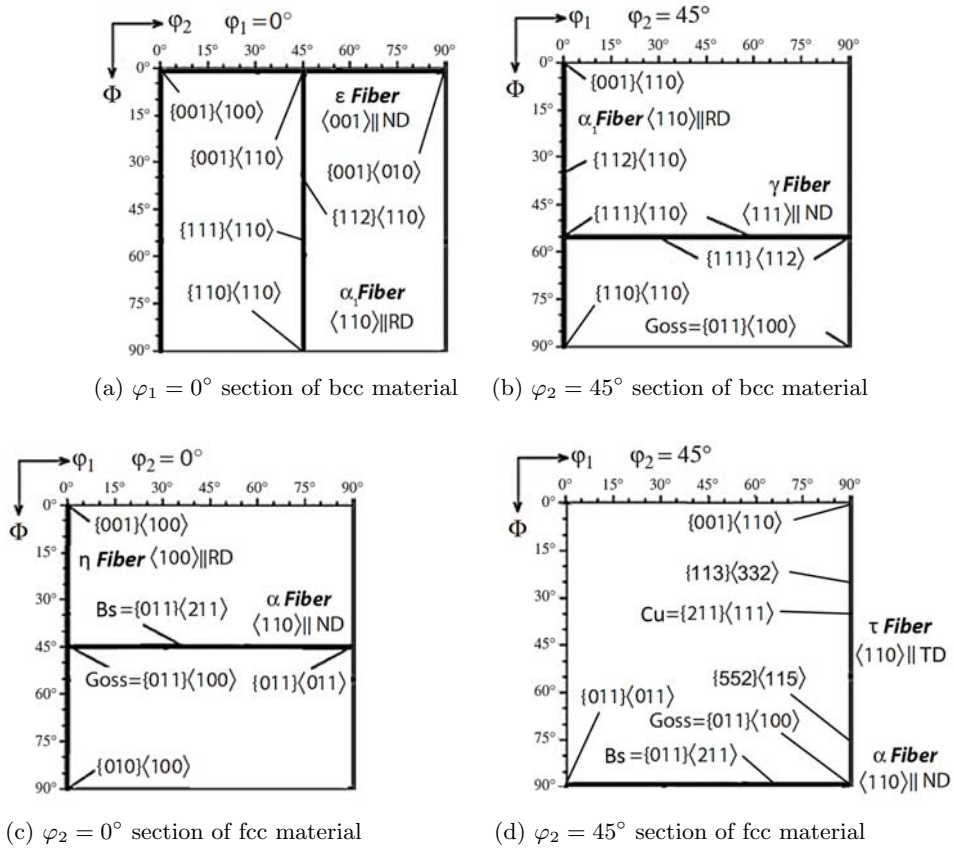 φ₂ φ₁ = 0°
0° 15° 30° 45° 60° 75° 90°
Φ
0°
15°
30°
45°
60°
75°
90°
{001}⟨100⟩
ε Fiber
⟨001⟩|| ND
{001}⟨110⟩
{001}⟨010⟩
{112}⟨110⟩
{111}⟨110⟩
{110}⟨110⟩
α₁Fiber
⟨110⟩||RD
(a) φ₁ = 0° section of bcc material
φ₁ φ₂ = 45°
0° 15° 30° 45° 60° 75° 90°
Φ
0°
15°
30°
45°
60°
75°
90°
{001}⟨110⟩
α₁Fiber ⟨110⟩||RD
{112}⟨110⟩
γ Fiber
{111}⟨110⟩
⟨111⟩|| ND
{111}⟨112⟩
{110}⟨110⟩
Goss={011}⟨100⟩
(b) φ₂ = 45° section of bcc material
φ₁ φ₂ = 0°
0° 15° 30° 45° 60° 75° 90°
Φ
0°
15°
30°
45°
60°
75°
90°
{001}⟨100⟩
η Fiber ⟨100⟩||RD
Bs={011}⟨211⟩
α Fiber
⟨110⟩|| ND
Goss={011}⟨100⟩
{011}⟨011⟩
{010}⟨100⟩
(c) φ₂ = 0° section of fcc material
φ₁ φ₂ = 45°
0° 15° 30° 45° 60° 75° 90°
Φ
0°
15°
30°
45°
60°
75°
90°
{001}⟨110⟩
{113}⟨332⟩
Cu={211}⟨111⟩
τ Fiber
⟨110⟩|| TD
{552}⟨115⟩
{011}⟨011⟩
Goss={011}⟨100⟩
Bs={011}⟨211⟩
α Fiber
⟨110⟩|| ND
(d) φ₂ = 45° section of fcc material